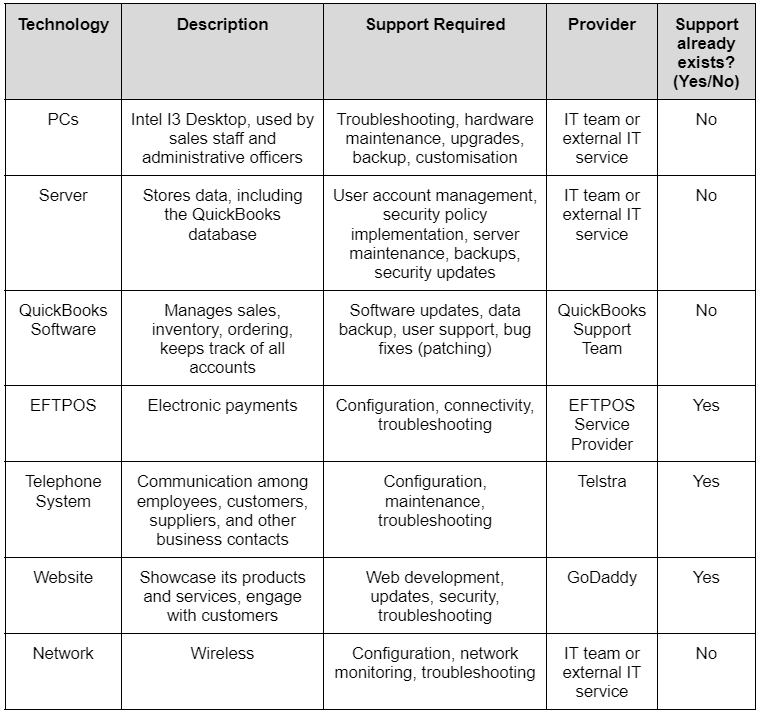 Technology
Description
Support Required
Provider
Support
already
exists?
(Yes/No)
PCs
Intel I3 Desktop, used by
sales staff and
administrative officers
Troubleshooting, hardware
maintenance, upgrades,
backup, customisation
IT team or
external IT
service
No
Server
Stores data, including
the QuickBooks
database
User account management,
security policy
implementation, server
maintenance, backups,
security updates
IT team or
external IT
service
No
QuickBooks
Software
Manages sales,
inventory, ordering,
keeps track of all
accounts
Software updates, data
backup, user support, bug
fixes (patching)
QuickBooks
Support
Team
No
EFTPOS
Electronic payments
Configuration, connectivity,
troubleshooting
EFTPOS
Service
Provider
Yes
Telephone
System
Communication among
employees, customers,
suppliers, and other
business contacts
Configuration,
maintenance,
troubleshooting
Telstra
Yes
Website
Showcase its products
and services, engage
with customers
Web development,
updates, security,
troubleshooting
GoDaddy
Yes
Network
Wireless
Configuration, network
monitoring, troubleshooting
IT team or
external IT
service
No